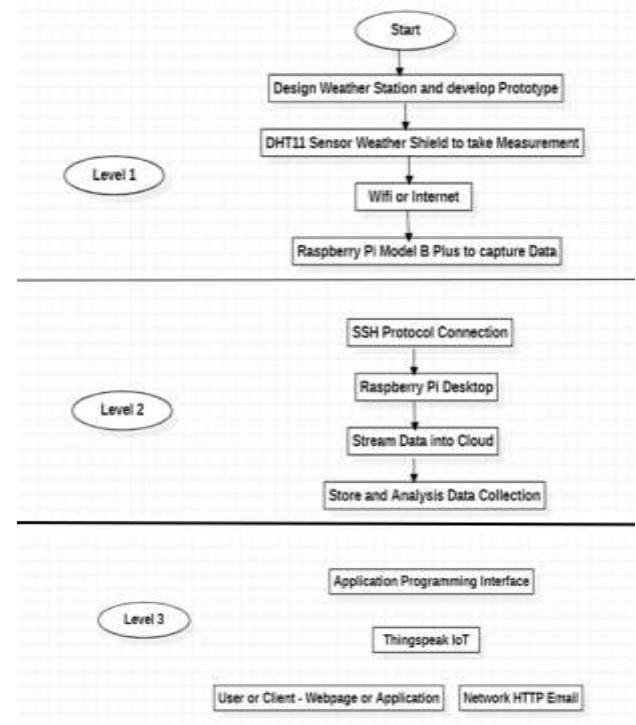 Start
Design Weather Station and develop Prototype
DHT11 Sensor Weather Shield to take Measurement
Level 1
Wifi or Internet
Raspberry Pi Model B Plus to capture Data
SSH Protocol Connection
Raspberry Pi Desktop
Level 2
Stream Data into Cloud
Store and Analysis Data Collection
Application Programming Interface
Level 3
Thingspeak IoT
User or Client - Webpage or Application
Network HTTP Email